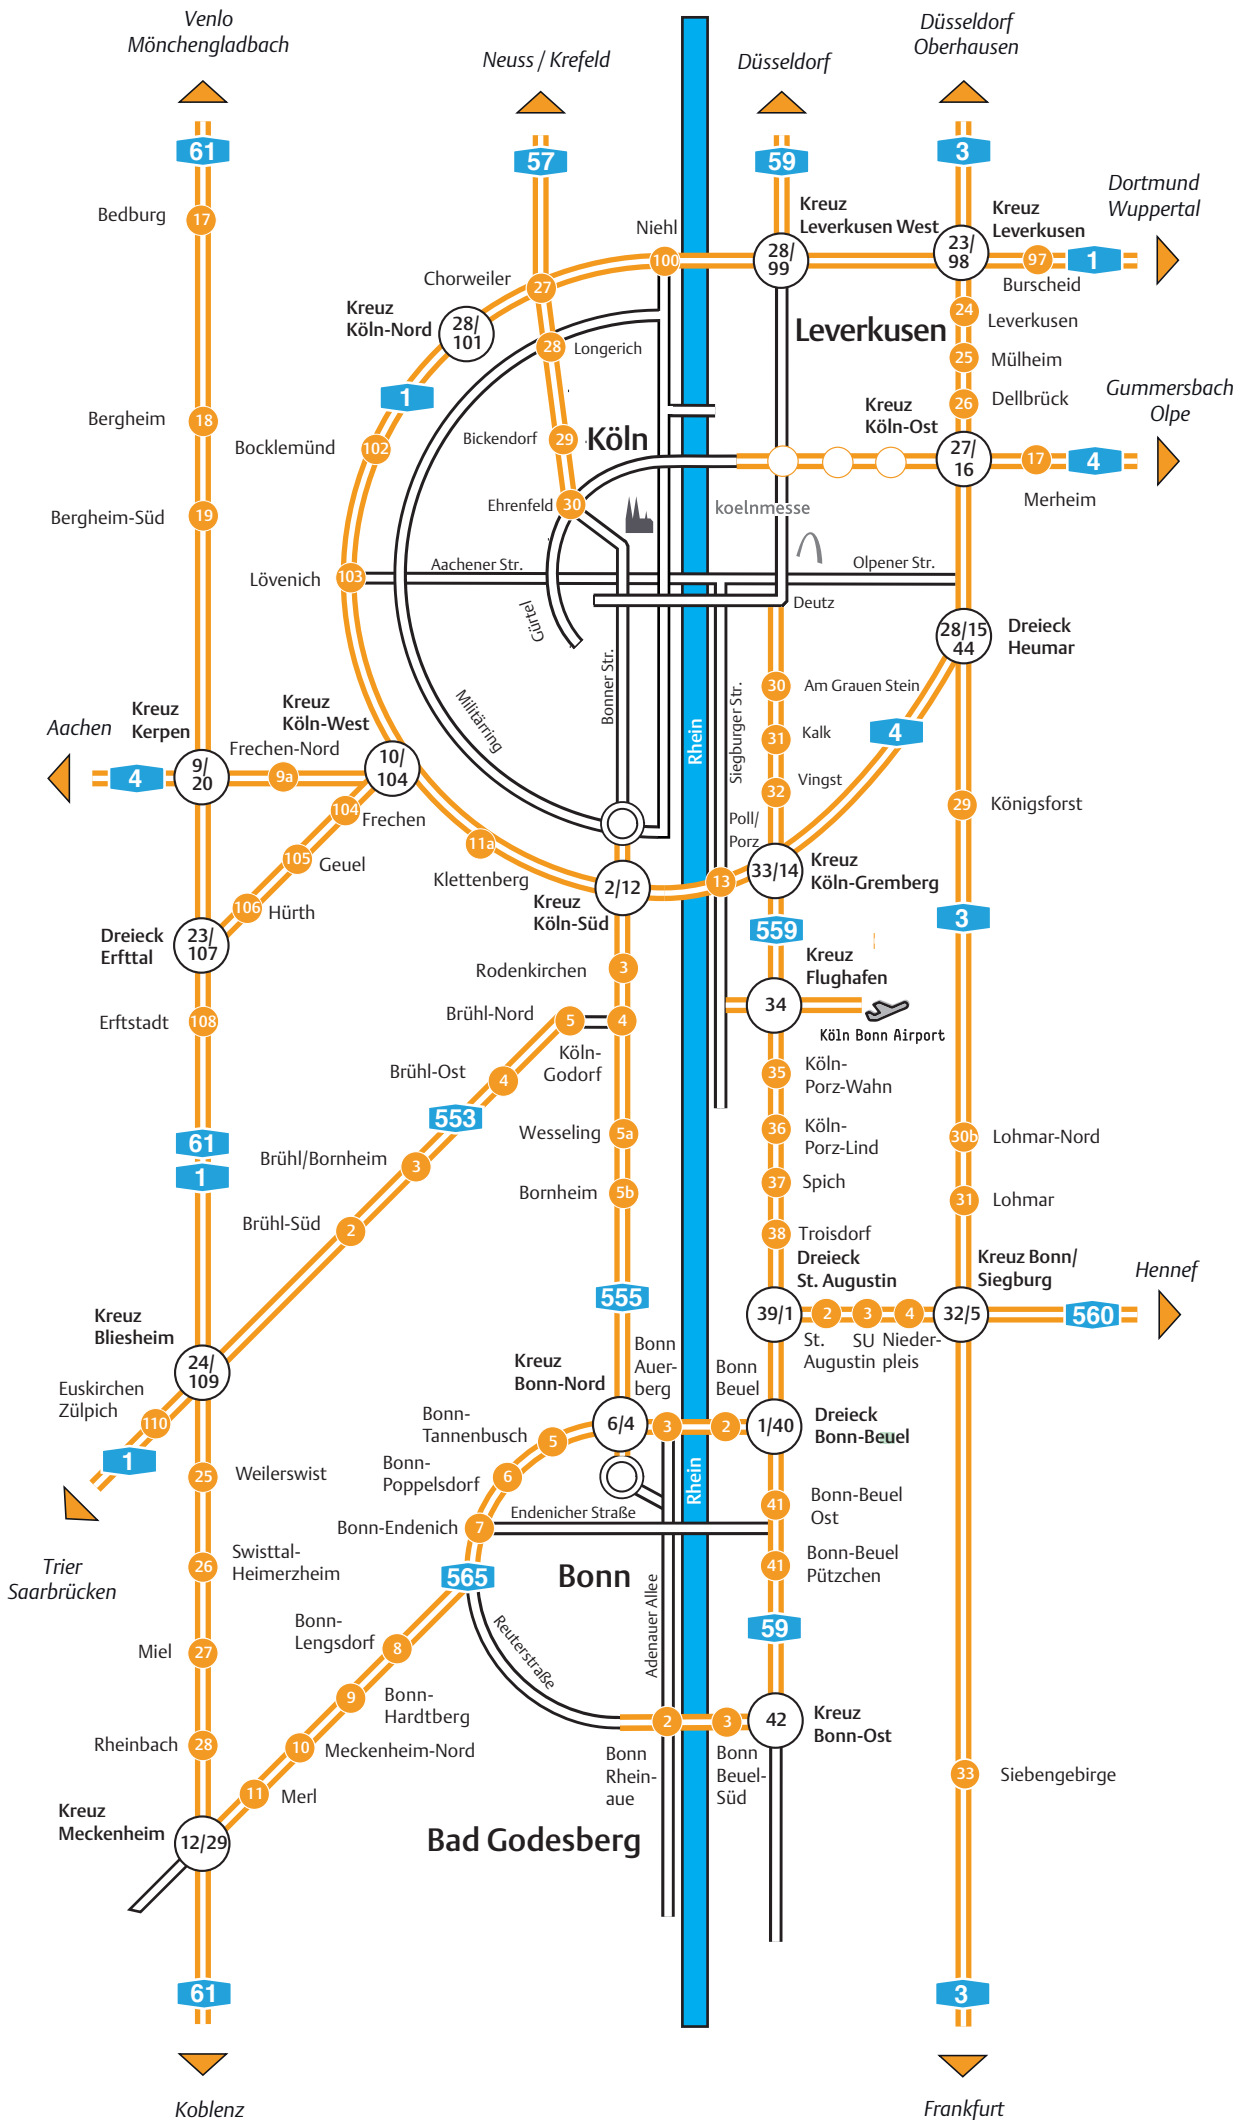 Venlo
Mönchengladbach
Neuss / Krefeld
Düsseldorf
Düsseldorf
Oberhausen
61
57
59
3
Dortmund
Wuppertal
Bedburg
17
Niehl
100
Kreuz
Leverkusen West
28/
99
Kreuz
Leverkusen
23/
98
97
1
Burscheid
Chorweiler
27
Kreuz
Köln-Nord
28/
101
24
Leverkusen
Leverkusen
28
Longerich
25
Mülheim
1
26
Dellbrück
Gummersbach
Olpe
Bergheim
18
Bocklemünd
102
Bickendorf
29
Köln
Kreuz
Köln-Ost
27/
16
17
4
Merheim
Bergheim-Süd
19
Ehrenfeld
30
koelnmesse
Lövenich
103
Aachener Str.
Olpener Str.
Gürtel
Deutz
28/15
44
Dreieck
Heumar
Militärring
Bonner Str.
Rhein
Siegburger Str.
30
Am Grauen Stein
31
Kalk
32
Vingst
4
Aachen
Kreuz
Kerpen
Kreuz
Köln-West
Frechen-Nord
4
9/
20
9a
10/
104
104
Frechen
105
Geuel
106
Hürth
11a
Klettenberg
29
Königsforst
Poll/
Porz
13
33/14
Kreuz
Köln-Gremberg
2/12
Kreuz
Köln-Süd
Dreieck
Erfttal
23/
107
559
3
Kreuz
Flughafen
34
Köln Bonn Airport
Rodenkirchen
3
Erftstadt
108
Brühl-Nord
5
4
Köln-
Godorf
Brühl-Ost
4
35
Köln-
Porz-Wahn
553
36
Köln-
Porz-Lind
Wesseling
5a
30b
Lohmar-Nord
61
1
Brühl/Bornheim
3
Bornheim
5b
37
Spich
31
Lohmar
Brühl-Süd
2
38
Troisdorf
Dreieck
St. Augustin
Kreuz Bonn/
Siegburg
Hennef
555
39/1
2
3
4
32/5
560
St.
Augustin
SU
Nieder-
pleis
Kreuz
Bliesheim
24/
109
Kreuz
Bonn-Nord
Bonn
Auer-
berg
Bonn
Beuel
Euskirchen
Zülpich
110
6/4
3
2
1/40
Dreieck
Bonn-Beuel
Bonn-
Tannenbusch
5
1
25
Weilerswist
Bonn-
Poppelsdorf
6
Rhein
41
Bonn-Beuel
Ost
Bonn-Endenich
7
Endenicher Straße
Trier
Saarbrücken
26
Swisttal-
Heimerzheim
565
Bonn
41
Bonn-Beuel
Pützchen
Bonn-
Lengsdorf
8
Reuterstraße
Adenauer Allee
59
Miel
27
9
Bonn-
Hardtberg
Rheinbach
28
10
Meckenheim-Nord
2
3
42
Kreuz
Bonn-Ost
Bonn
Rhein-
aue
Bonn
Beuel-
Süd
33
Siebengebirge
11
Merl
Kreuz
Meckenheim
12/29
Bad Godesberg
61
3
Koblenz
Frankfurt